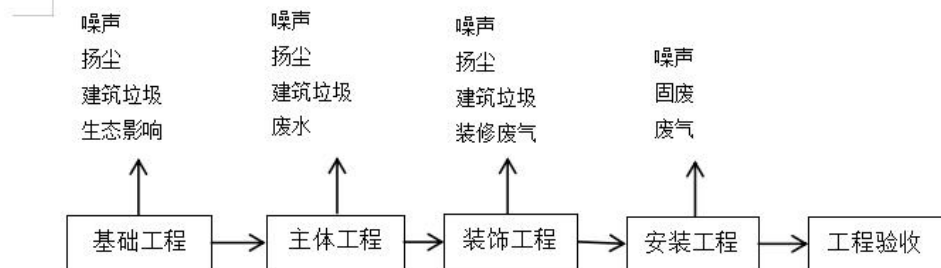 噪声
扬尘
建筑垃圾
生态影响
噪声
扬尘
建筑垃圾
废水
噪声
扬尘
建筑垃圾
装修废气
噪声
固废
废气
基础工程
主体工程
装饰工程
安装工程
工程验收